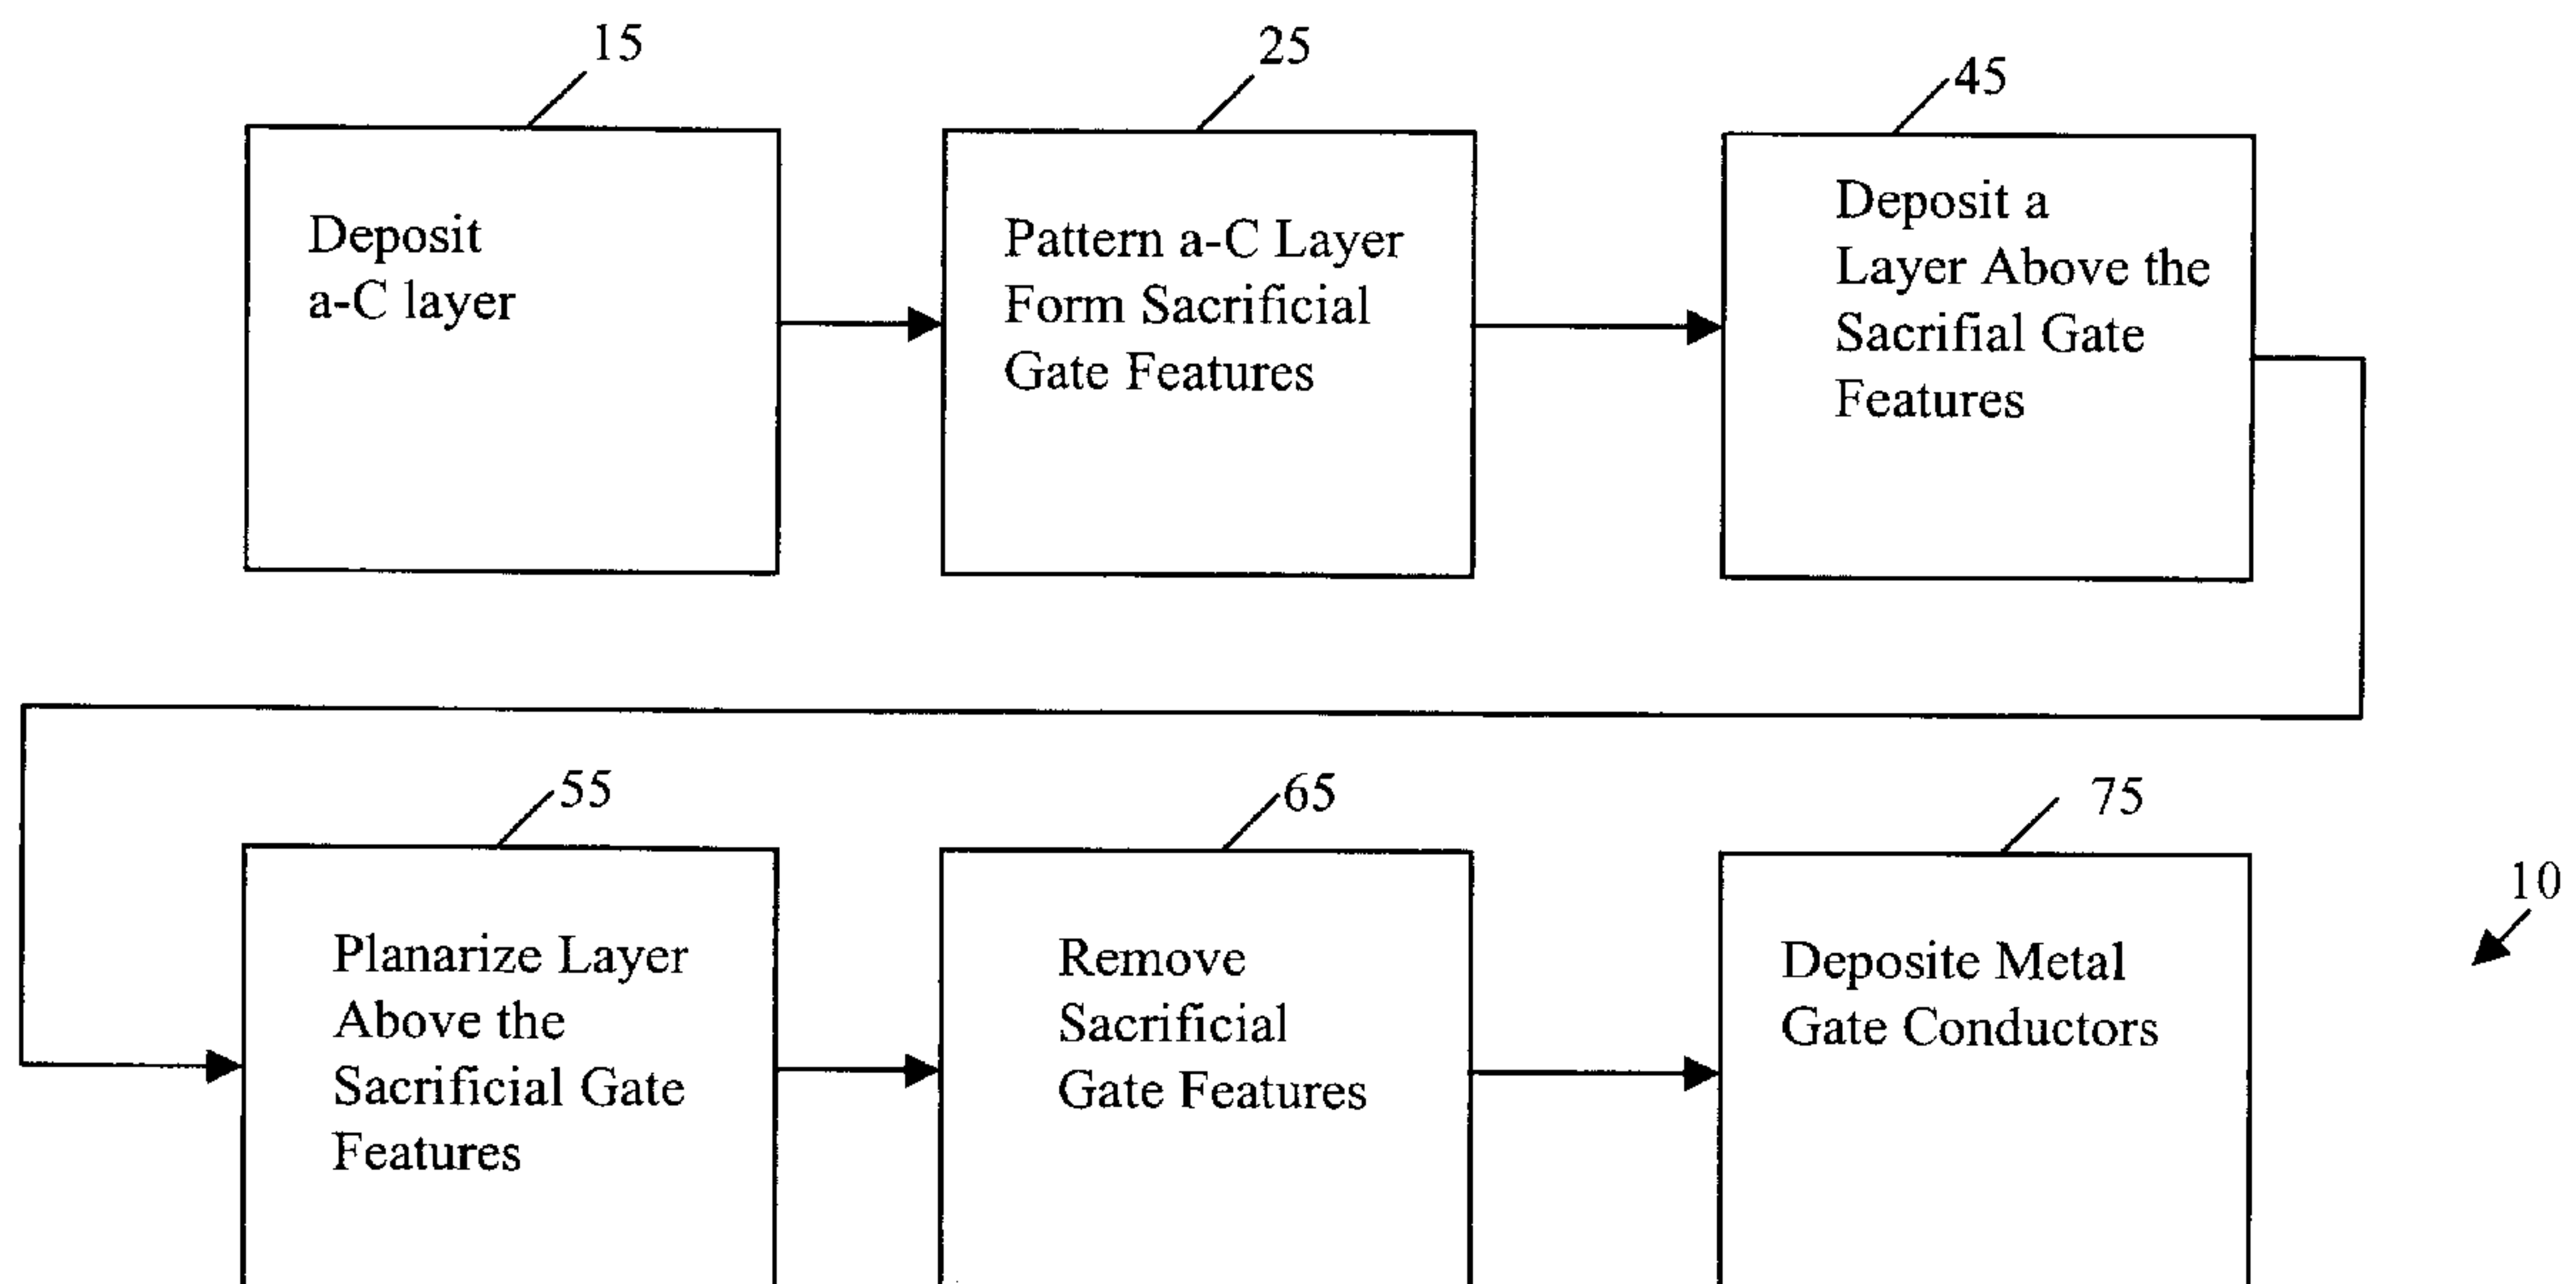 15
25
45
Deposit
a-C layer
Pattern a-C Layer
Form Sacrificial
Gate Features
Deposit a
Layer Above the
Sacrifial Gate
Features
55
65
75
10
Planarize Layer
Above the
Sacrificial Gate
Features
Remove
Sacrificial
Gate Features
Deposite Metal
Gate Conductors